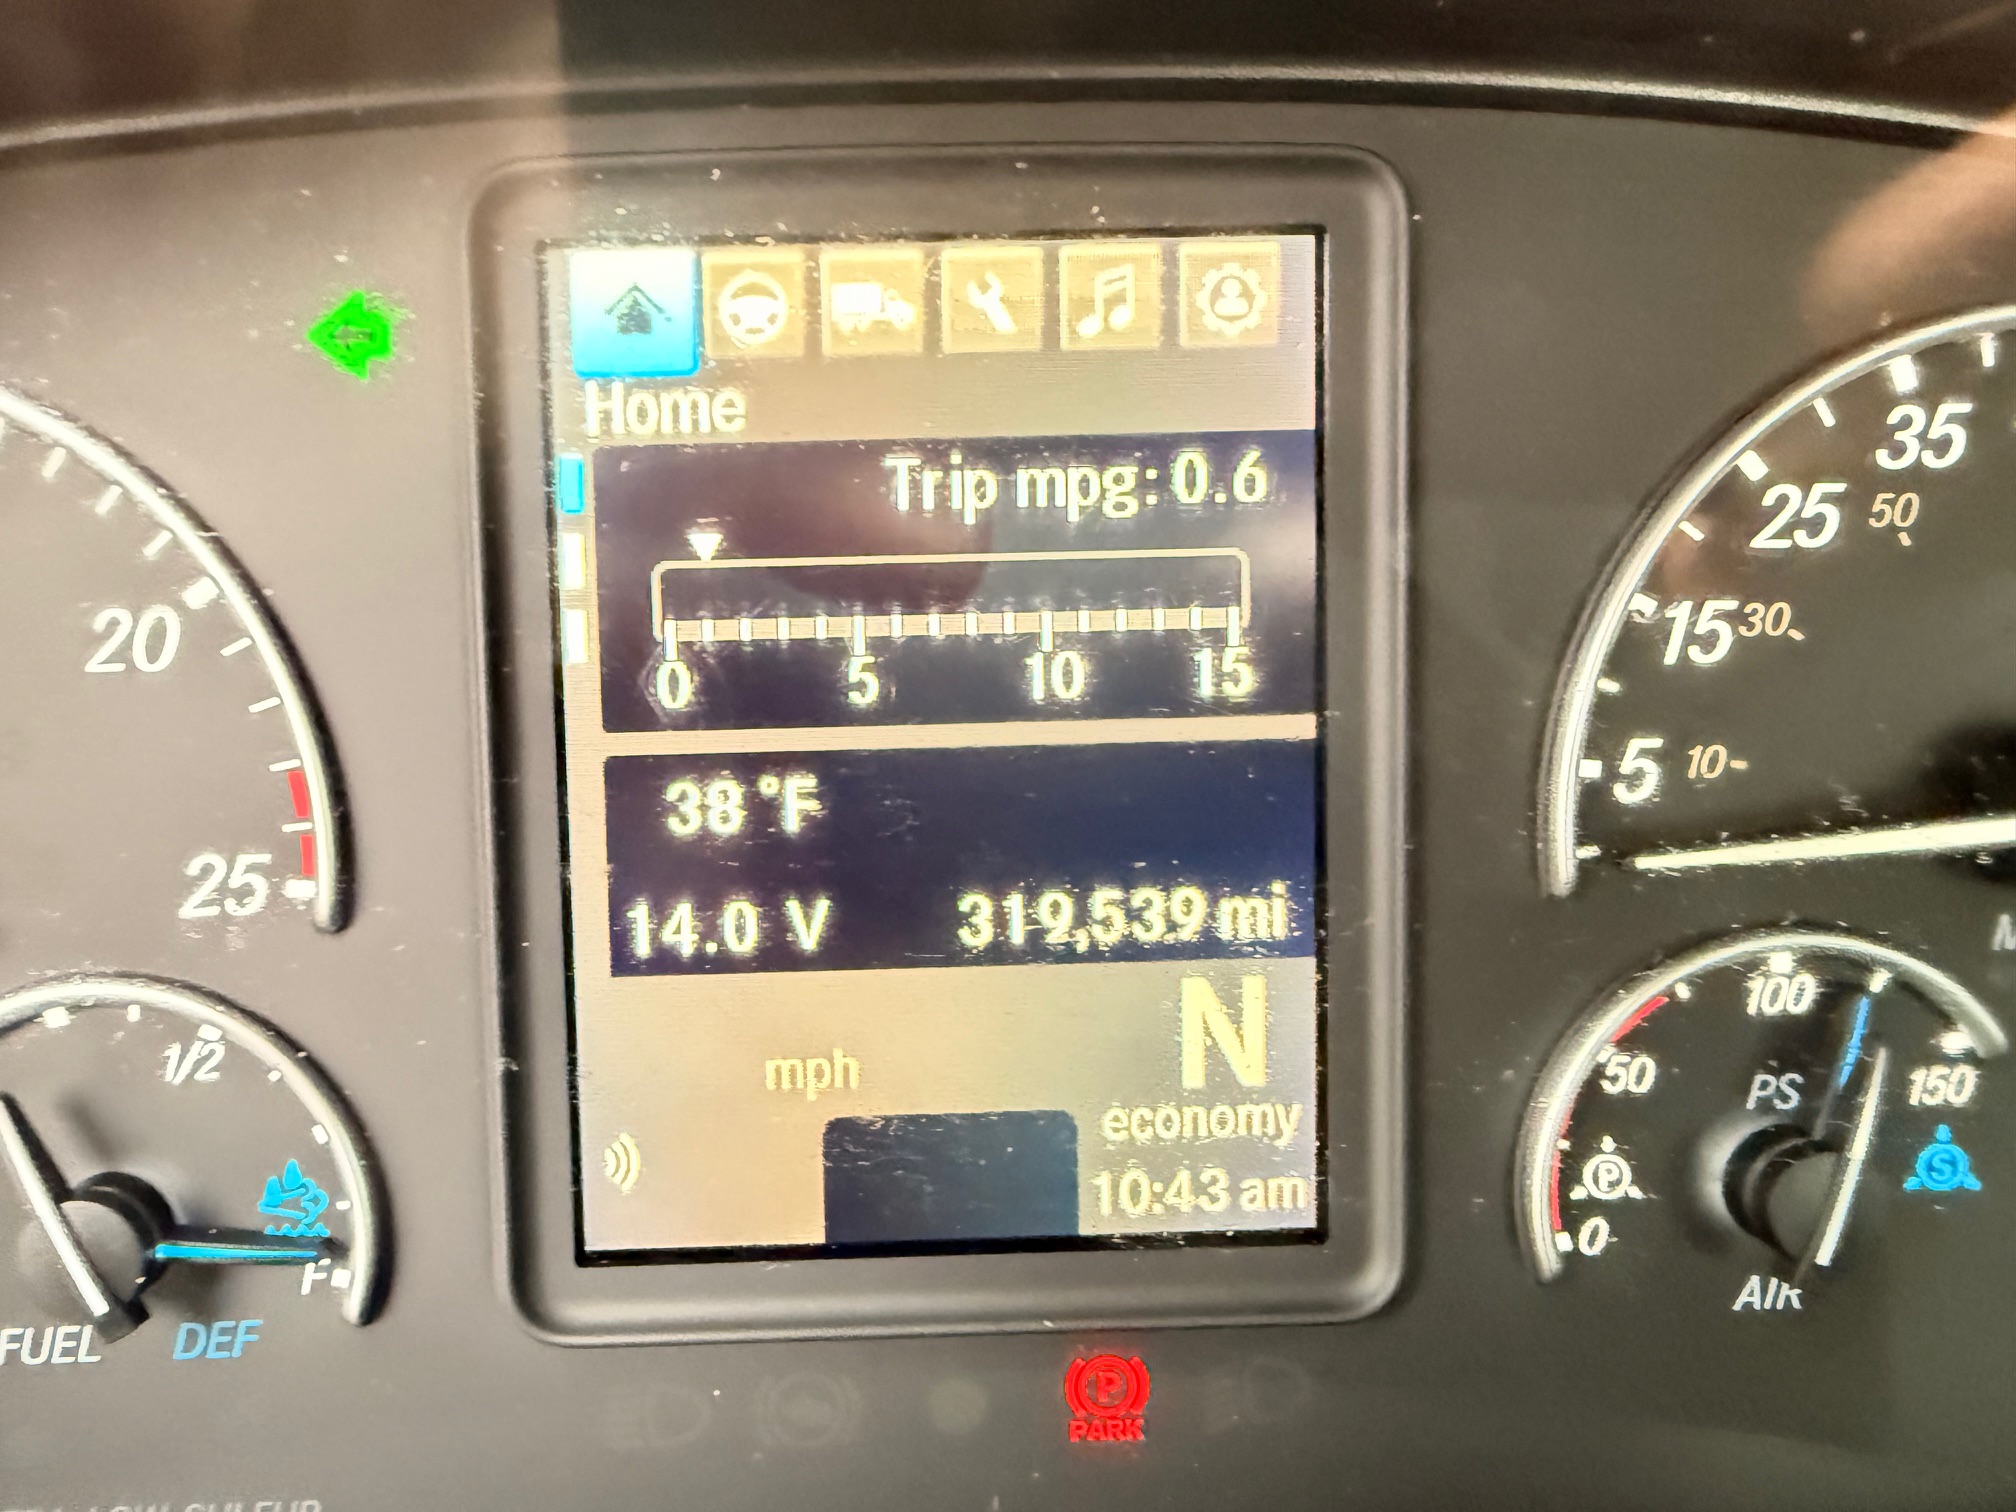 Home
Trip mpg: 0.6
0 5 10 15
38 °F
14.0 V 319,539 mi
N
mph
economy
10:43 am
20
25
1/2
F
FUEL DEF
35
25 50
15 30
5 10
100
50 PS 150
P S
0
AIR
P
PARK